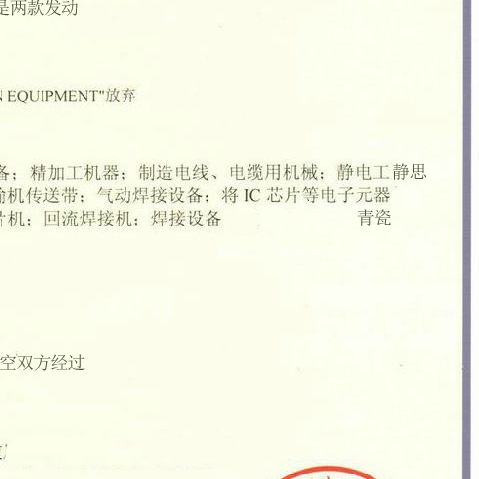 是两款发动
N EQUIPMENT"放弃
备；精加工机器；制造电线、电缆用机械；静电工静思
输机传送带；气动焊接设备；将 IC 芯片等电子元器
片机；回流焊接机；焊接设备 青瓷
空双方经过